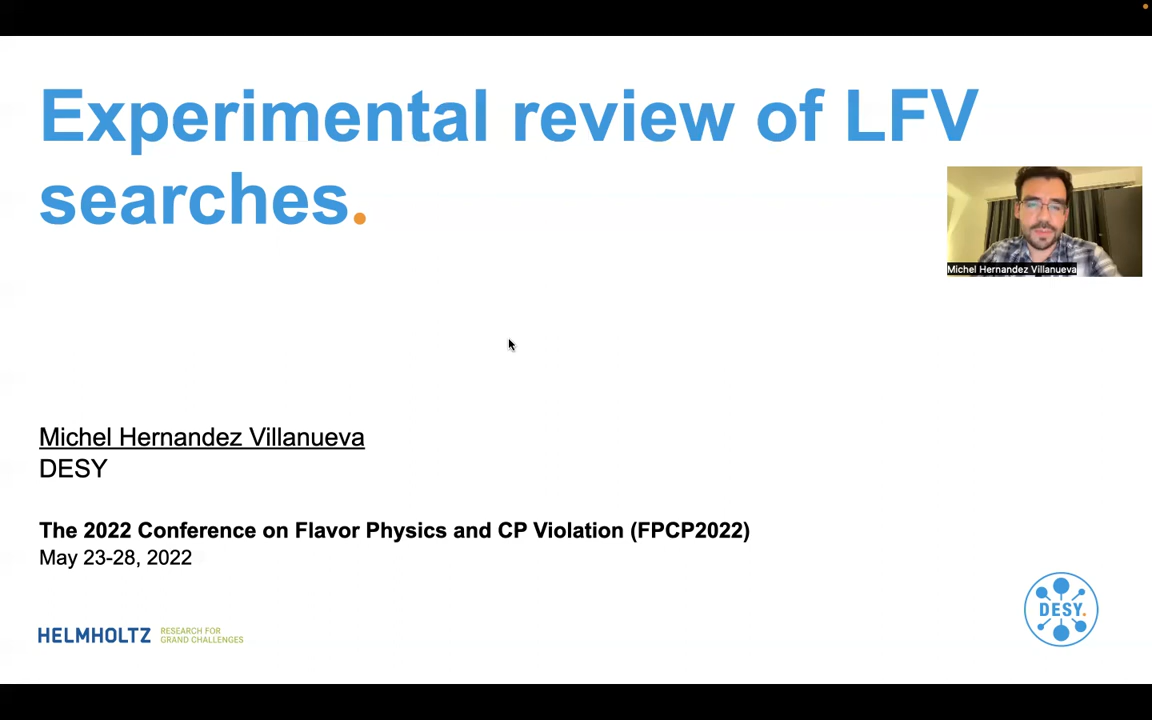 Experimental review of LFV
searches.
Michel Hernandez Villanueva
Michel Hernandez Villanueva
DESY
The 2022 Conference on Flavor Physics and CP Violation (FPCP2022)
May 23-28, 2022
HELMHOLTZ
RESEARCH FOR
GRAND CHALLENGES
DESY.